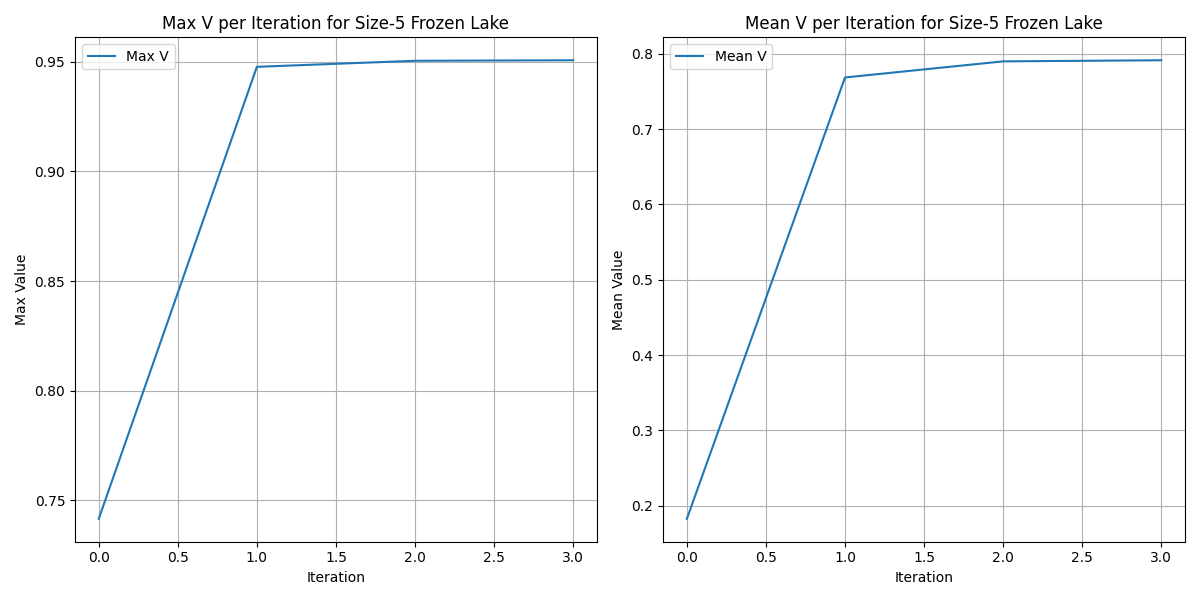 Max V per Iteration for Size-5 Frozen Lake
Max V
0.95
0.90
0.85
0.80
0.75
Max Value
0.0 0.5 1.0 1.5 2.0 2.5 3.0
Iteration
Mean V per Iteration for Size-5 Frozen Lake
Mean V
0.8
0.7
0.6
0.5
0.4
0.3
0.2
Mean Value
0.0 0.5 1.0 1.5 2.0 2.5 3.0
Iteration